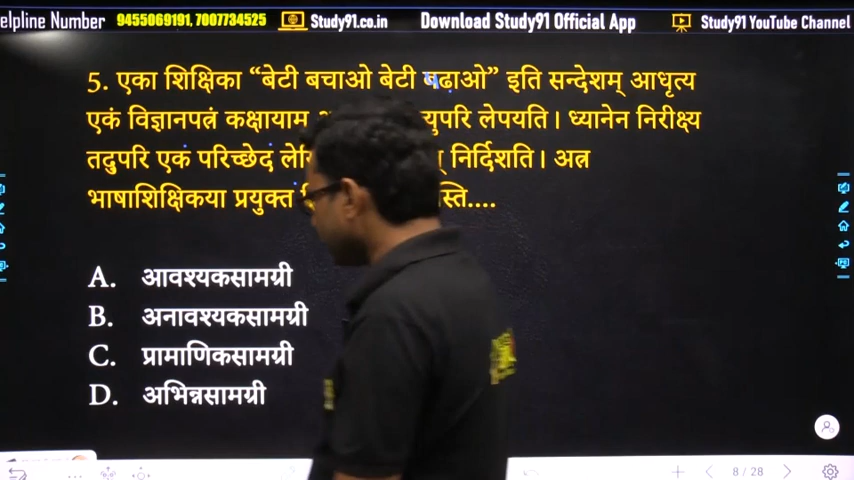 elpline Number 9455069191, 7007734525 Study91.co.in Download Study91 Official App Study91 YouTube Channel
5. एका शिक्षिका “बेटी बचाओ बेटी पढाओ” इति सन्देशम् आधृत्य
एकं विज्ञानपत्रं कक्षायाम युपरि लेपयति । ध्यानेन निरीक्ष्य
तदुपरि एकं परिच्छेदं निर्दिशति । अत्र
भाषाशिक्षिकया प्रयुक्त स्ति....
A. आवश्यकसामग्री
B. अनावश्यकसामग्री
C. प्रामाणिकसामग्री
D. अभिन्नसामग्री
8 / 28